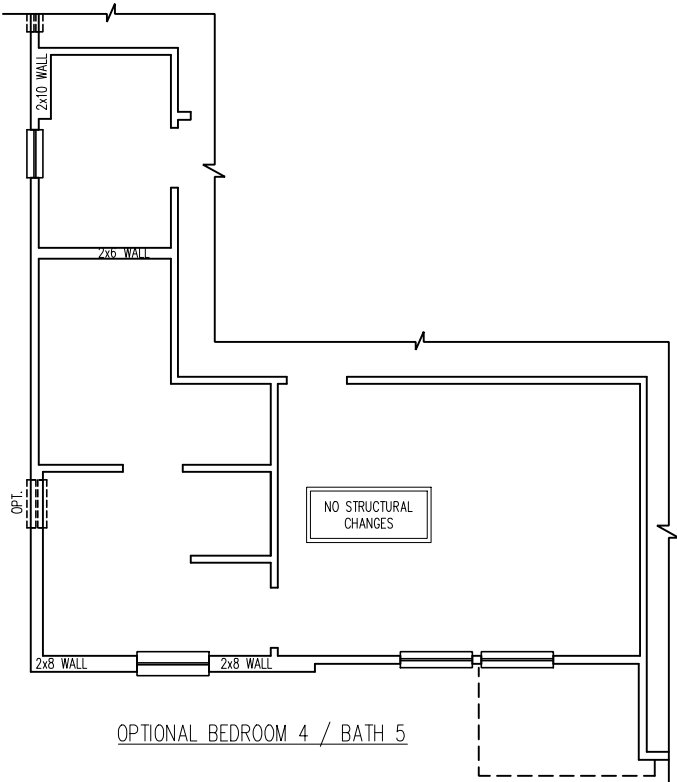 2x10 WALL
2x6 WALL
OPT.
NO STRUCTURAL
CHANGES
2x8 WALL
2x8 WALL
OPTIONAL BEDROOM 4 / BATH 5